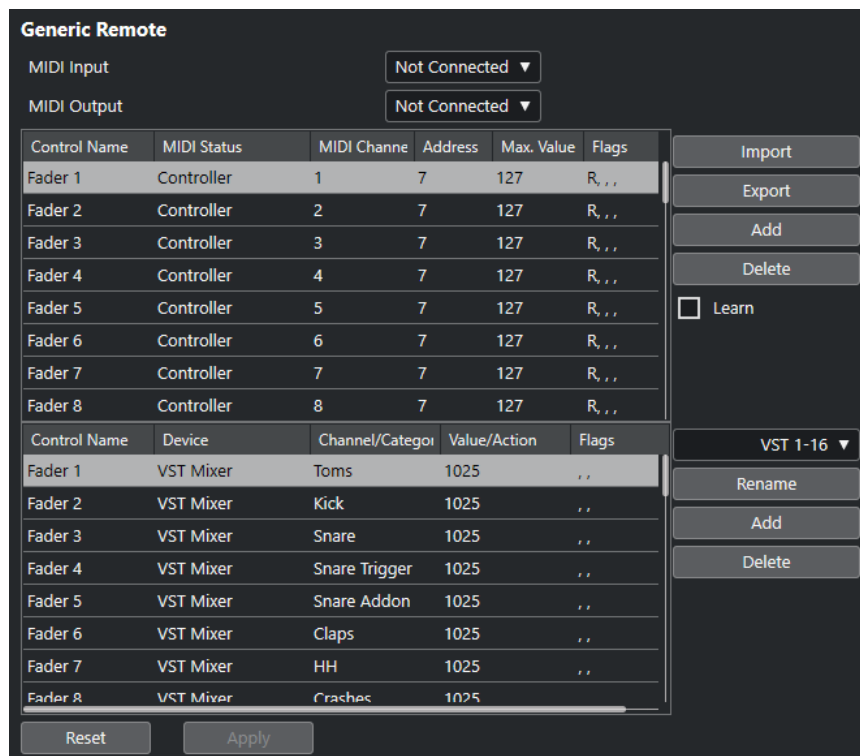 Generic Remote
MIDI Input Not Connected ▼
MIDI Output Not Connected ▼
Control Name MIDI Status MIDI Channe Address Max. Value Flags
Fader 1 Controller 1 7 127 R, , ,
Fader 2 Controller 2 7 127 R, , ,
Fader 3 Controller 3 7 127 R, , ,
Fader 4 Controller 4 7 127 R, , ,
Fader 5 Controller 5 7 127 R, , ,
Fader 6 Controller 6 7 127 R, , ,
Fader 7 Controller 7 7 127 R, , ,
Fader 8 Controller 8 7 127 R, , ,
Import
Export
Add
Delete
Learn
Control Name Device Channel/Categor Value/Action Flags
Fader 1 VST Mixer Toms 1025 , ,
Fader 2 VST Mixer Kick 1025 , ,
Fader 3 VST Mixer Snare 1025 , ,
Fader 4 VST Mixer Snare Trigger 1025 , ,
Fader 5 VST Mixer Snare Addon 1025 , ,
Fader 6 VST Mixer Claps 1025 , ,
Fader 7 VST Mixer HH 1025 , ,
Fader 8 VST Mixer Crashes 1025
VST 1-16 ▼
Rename
Add
Delete
Reset Apply